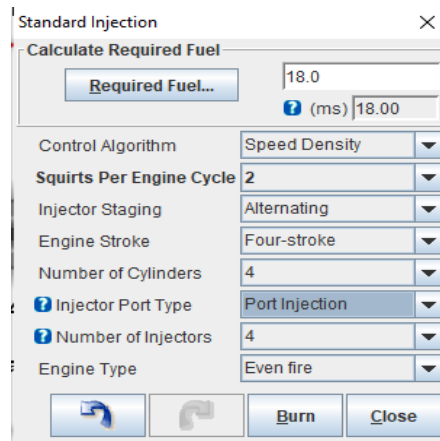 Standard Injection
Calculate Required Fuel
Required Fuel...
18.0
(ms) 18.00
Control Algorithm Speed Density
Squirts Per Engine Cycle 2
Injector Staging Alternating
Engine Stroke Four-stroke
Number of Cylinders 4
? Injector Port Type Port Injection
? Number of Injectors 4
Engine Type Even fire
Burn Close